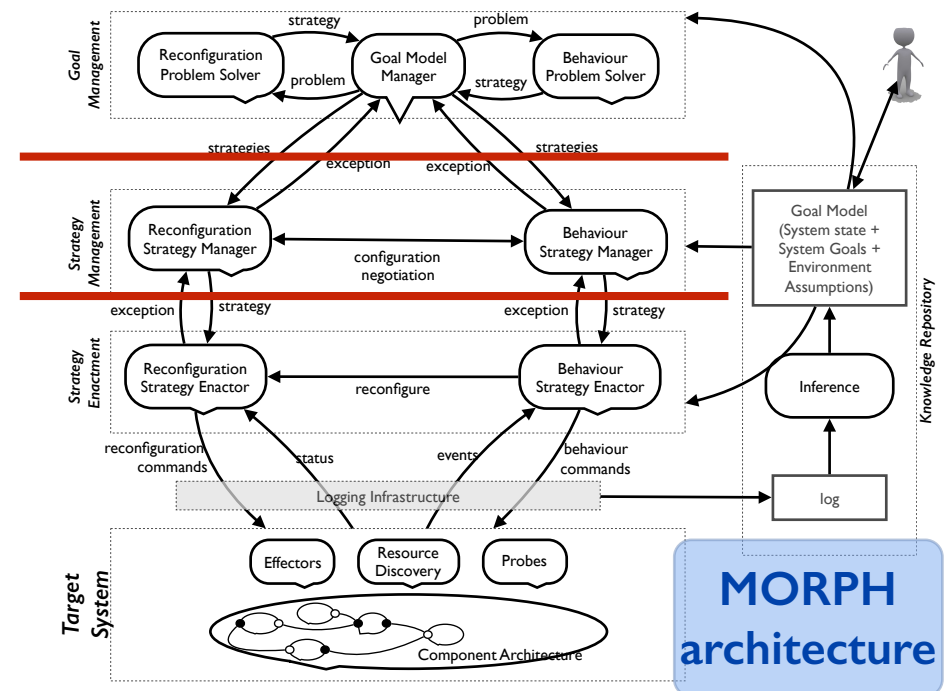 Goal
Management
strategy
problem
Reconfiguration
Problem Solver
Goal Model
Manager
Behaviour
Problem Solver
problem
strategy
strategies
exception
exception
strategies
Strategy
Management
Reconfiguration
Strategy Manager
configuration
negotiation
Behaviour
Strategy Manager
Goal Model
(System state +
System Goals +
Environment
Assumptions)
exception
strategy
exception
strategy
Strategy
Enactment
Reconfiguration
Strategy Enactor
reconfigure
Behaviour
Strategy Enactor
Inference
Knowledge Repository
reconfiguration
commands
status
events
behaviour
commands
Logging Infrastructure
log
Target
System
Effectors
Resource
Discovery
Probes
Component Architecture
MORPH
architecture